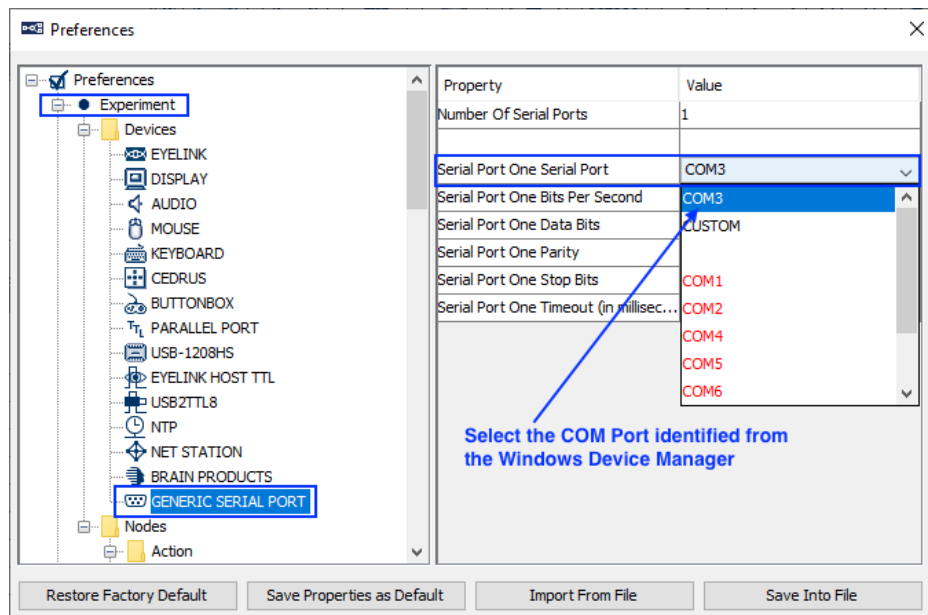 Preferences
Preferences
Experiment
Devices
EYELINK
DISPLAY
AUDIO
MOUSE
KEYBOARD
CEDRUS
BUTTONBOX
TTL PARALLEL PORT
USB-1208HS
EYELINK HOST TTL
USB2TTL8
NTP
NET STATION
BRAIN PRODUCTS
GENERIC SERIAL PORT
Nodes
Action
Property Value
Number Of Serial Ports 1
Serial Port One Serial Port COM3
Serial Port One Bits Per Second COM3
Serial Port One Data Bits CUSTOM
Serial Port One Parity
Serial Port One Stop Bits COM1
Serial Port One Timeout (in millisec... COM2
COM4
COM5
COM6
Select the COM Port identified from
the Windows Device Manager
Restore Factory Default Save Properties as Default Import From File Save Into File